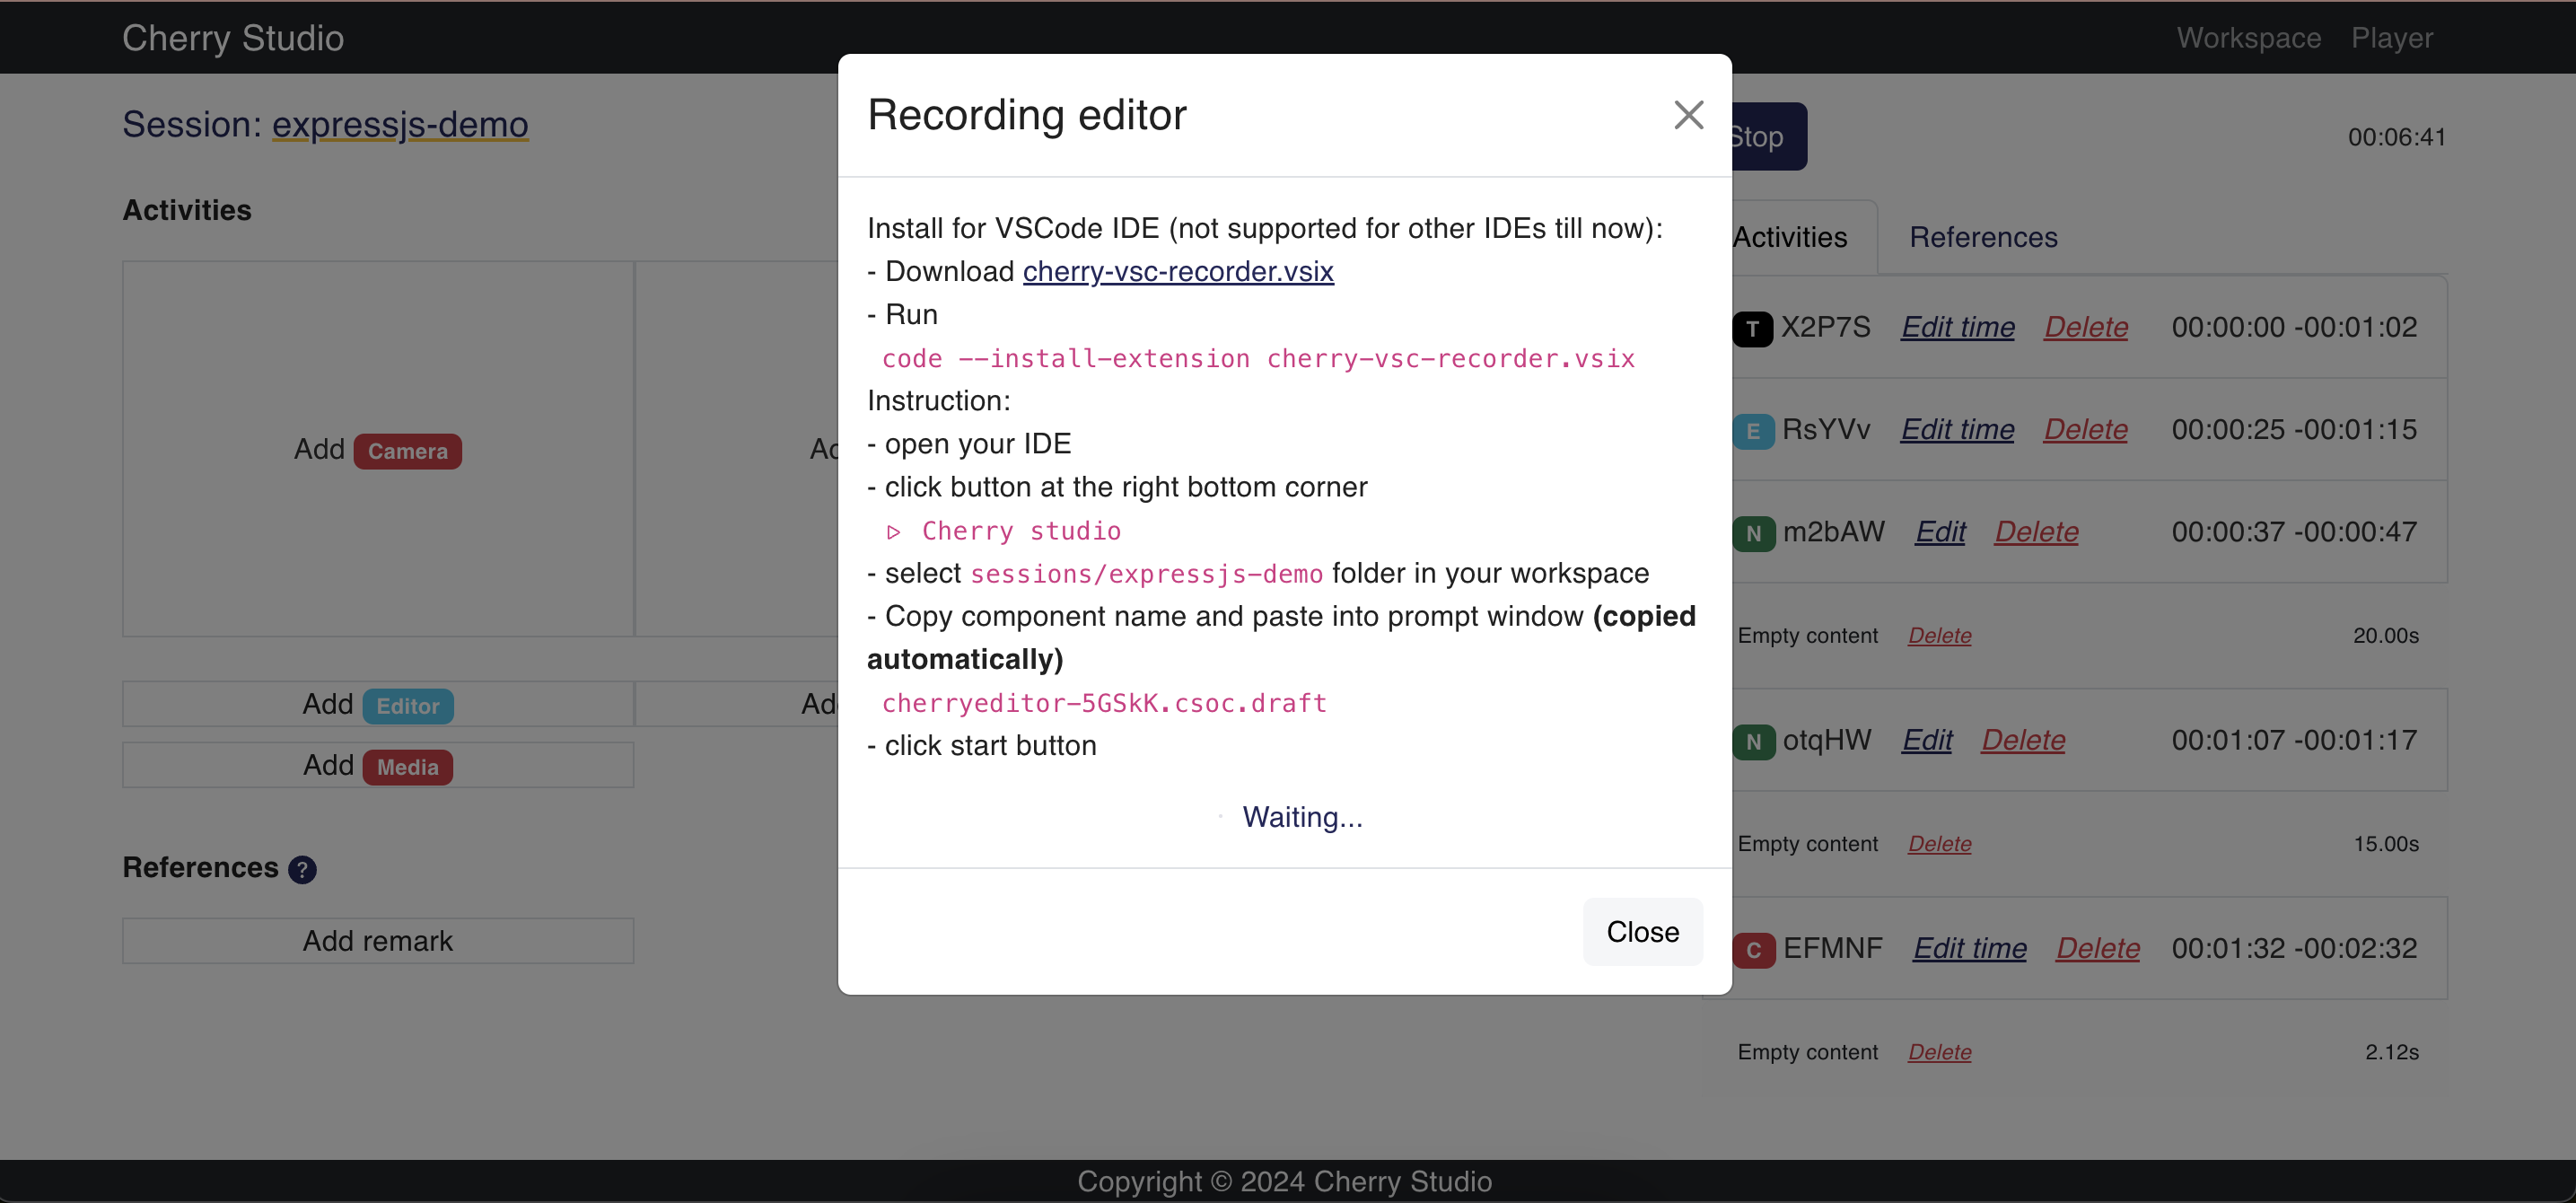 Cherry Studio
Workspace Player
Session: expressjs-demo
Activities
Add Camera
Add Editor
Add Media
References ?
Add remark
Recording editor
Install for VSCode IDE (not supported for other IDEs till now):
- Download cherry-vsc-recorder.vsix
- Run
code --install-extension cherry-vsc-recorder.vsix
Instruction:
- open your IDE
- click button at the right bottom corner
Cherry studio
- select sessions/expressjs-demo folder in your workspace
- Copy component name and paste into prompt window (copied
automatically)
cherryeditor-5GSkK.csoc.draft
- click start button
Waiting...
Close
Stop 00:06:41
Activities References
T X2P7S Edit time Delete 00:00:00 -00:01:02
E RsYVv Edit time Delete 00:00:25 -00:01:15
N m2bAW Edit Delete 00:00:37 -00:00:47
Empty content Delete 20.00s
N otqHW Edit Delete 00:01:07 -00:01:17
Empty content Delete 15.00s
C EFMNF Edit time Delete 00:01:32 -00:02:32
Empty content Delete 2.12s
Copyright © 2024 Cherry Studio